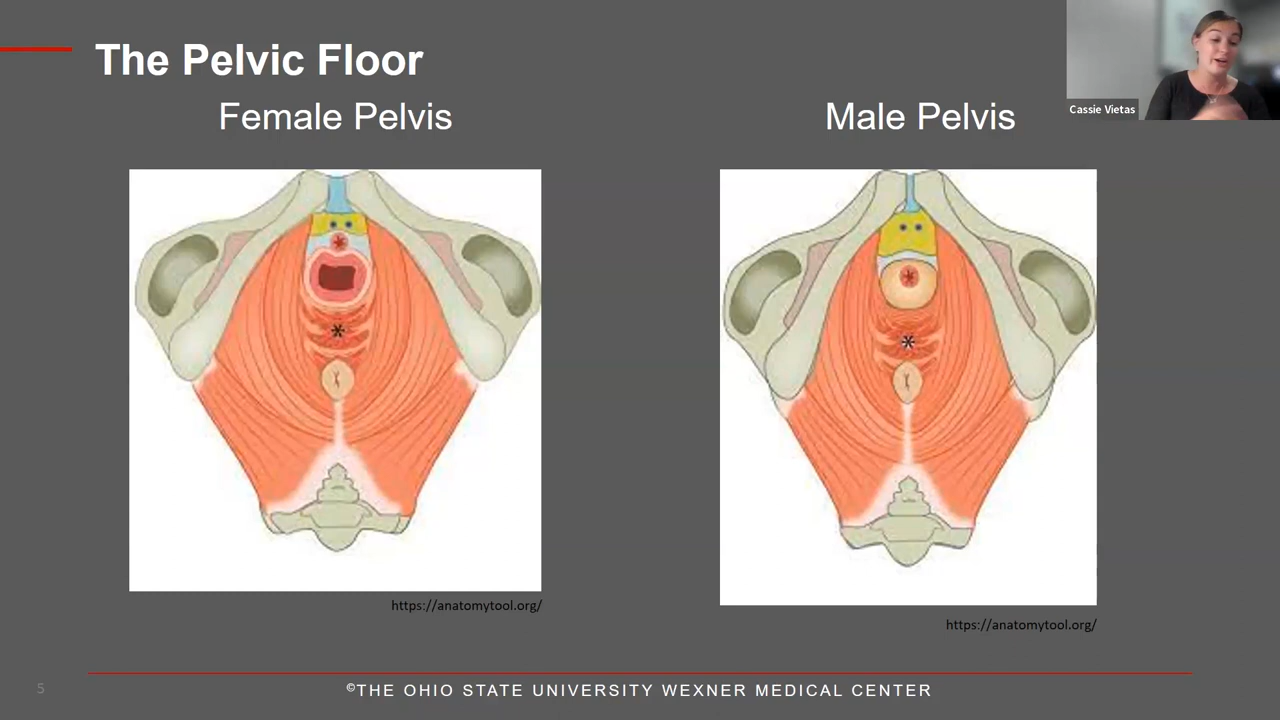 The Pelvic Floor
Female Pelvis
Male Pelvis
Cassie Vietas
*
*
https://anatomytool.org/
https://anatomytool.org/
5
©THE OHIO STATE UNIVERSITY WEXNER MEDICAL CENTER